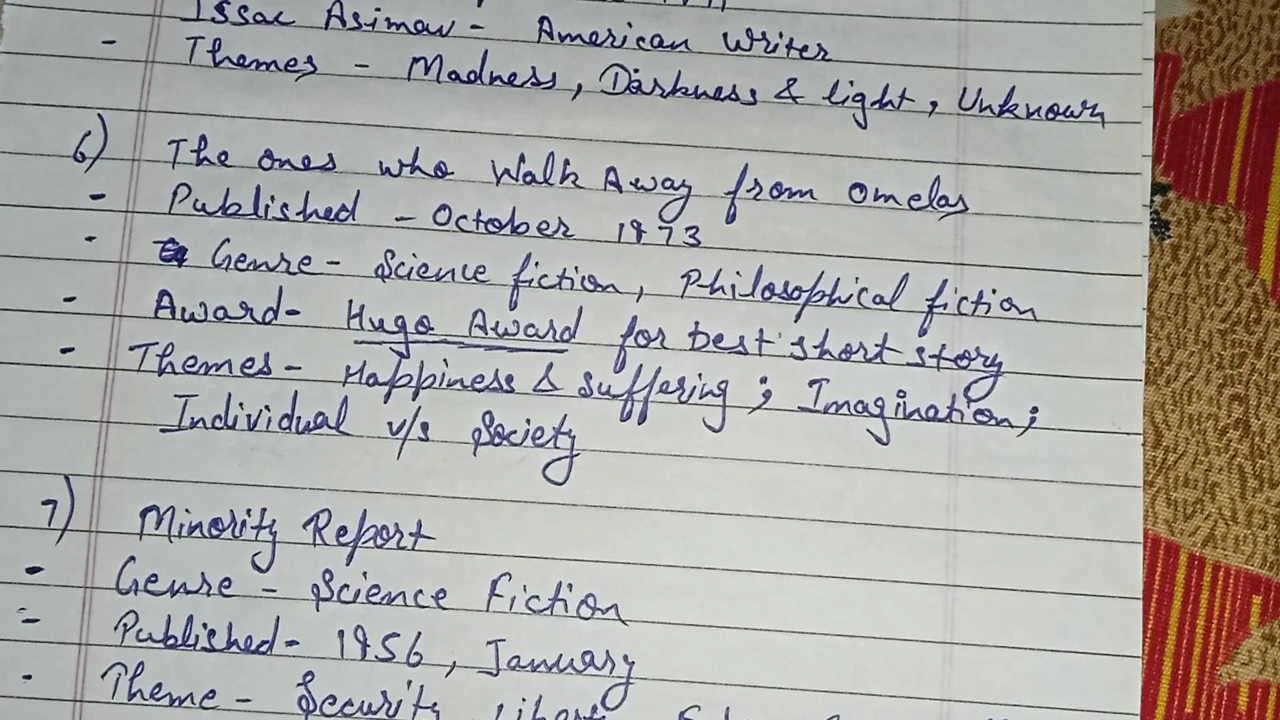 Issac Asimov - American Writer
- Themes - Madness, Darkness & light, Unknown
6) The ones who Walk Away from Omelas
- Published - October 1973
- Genre - Science fiction, Philosophical fiction
- Award - Hugo Award for best short story
- Themes - Happiness & suffering; Imagination;
Individual v/s Society
7) Minority Report
- Genre - Science Fiction
- Published - 1956, January
- Theme - Security